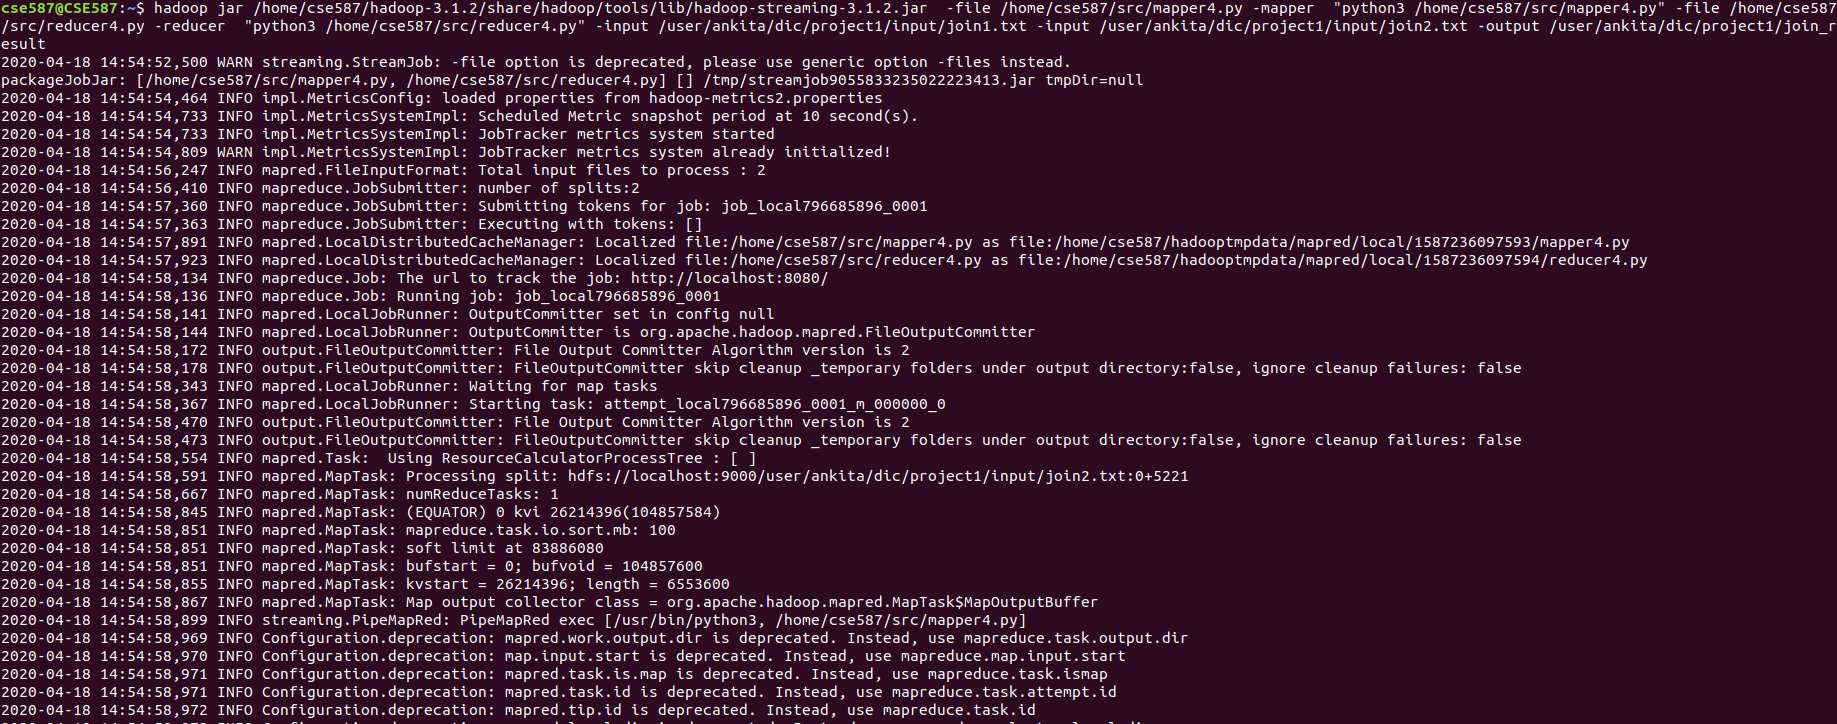 cse587@CSE587:~$ hadoop jar /home/cse587/hadoop-3.1.2/share/hadoop/tools/lib/hadoop-streaming-3.1.2.jar  -file /home/cse587/src/mapper4.py -mapper  "python3 /home/cse587/src/mapper4.py" -file /home/cse587
/src/reducer4.py -reducer  "python3 /home/cse587/src/reducer4.py" -input /user/ankita/dic/project1/input/join1.txt -input /user/ankita/dic/project1/input/join2.txt -output /user/ankita/dic/project1/join_r
esult
2020-04-18 14:54:52,500 WARN streaming.StreamJob: -file option is deprecated, please use generic option -files instead.
packageJobJar: [/home/cse587/src/mapper4.py, /home/cse587/src/reducer4.py] [] /tmp/streamjob9055833235022223413.jar tmpDir=null
2020-04-18 14:54:54,464 INFO impl.MetricsConfig: loaded properties from hadoop-metrics2.properties
2020-04-18 14:54:54,733 INFO impl.MetricsSystemImpl: Scheduled Metric snapshot period at 10 second(s).
2020-04-18 14:54:54,733 INFO impl.MetricsSystemImpl: JobTracker metrics system started
2020-04-18 14:54:54,809 WARN impl.MetricsSystemImpl: JobTracker metrics system already initialized!
2020-04-18 14:54:56,247 INFO mapred.FileInputFormat: Total input files to process : 2
2020-04-18 14:54:56,410 INFO mapreduce.JobSubmitter: number of splits:2
2020-04-18 14:54:57,360 INFO mapreduce.JobSubmitter: Submitting tokens for job: job_local796685896_0001
2020-04-18 14:54:57,363 INFO mapreduce.JobSubmitter: Executing with tokens: []
2020-04-18 14:54:57,891 INFO mapred.LocalDistributedCacheManager: Localized file:/home/cse587/src/mapper4.py as file:/home/cse587/hadooptmpdata/mapred/local/1587236097593/mapper4.py
2020-04-18 14:54:57,923 INFO mapred.LocalDistributedCacheManager: Localized file:/home/cse587/src/reducer4.py as file:/home/cse587/hadooptmpdata/mapred/local/1587236097594/reducer4.py
2020-04-18 14:54:58,134 INFO mapreduce.Job: The url to track the job: http://localhost:8080/
2020-04-18 14:54:58,136 INFO mapreduce.Job: Running job: job_local796685896_0001
2020-04-18 14:54:58,141 INFO mapred.LocalJobRunner: OutputCommitter set in config null
2020-04-18 14:54:58,144 INFO mapred.LocalJobRunner: OutputCommitter is org.apache.hadoop.mapred.FileOutputCommitter
2020-04-18 14:54:58,172 INFO output.FileOutputCommitter: File Output Committer Algorithm version is 2
2020-04-18 14:54:58,178 INFO output.FileOutputCommitter: FileOutputCommitter skip cleanup _temporary folders under output directory:false, ignore cleanup failures: false
2020-04-18 14:54:58,343 INFO mapred.LocalJobRunner: Waiting for map tasks
2020-04-18 14:54:58,367 INFO mapred.LocalJobRunner: Starting task: attempt_local796685896_0001_m_000000_0
2020-04-18 14:54:58,470 INFO output.FileOutputCommitter: File Output Committer Algorithm version is 2
2020-04-18 14:54:58,473 INFO output.FileOutputCommitter: FileOutputCommitter skip cleanup _temporary folders under output directory:false, ignore cleanup failures: false
2020-04-18 14:54:58,554 INFO mapred.Task:  Using ResourceCalculatorProcessTree : [ ]
2020-04-18 14:54:58,591 INFO mapred.MapTask: Processing split: hdfs://localhost:9000/user/ankita/dic/project1/input/join2.txt:0+5221
2020-04-18 14:54:58,667 INFO mapred.MapTask: numReduceTasks: 1
2020-04-18 14:54:58,845 INFO mapred.MapTask: (EQUATOR) 0 kvi 26214396(104857584)
2020-04-18 14:54:58,851 INFO mapred.MapTask: mapreduce.task.io.sort.mb: 100
2020-04-18 14:54:58,851 INFO mapred.MapTask: soft limit at 83886080
2020-04-18 14:54:58,851 INFO mapred.MapTask: bufstart = 0; bufvoid = 104857600
2020-04-18 14:54:58,855 INFO mapred.MapTask: kvstart = 26214396; length = 6553600
2020-04-18 14:54:58,867 INFO mapred.MapTask: Map output collector class = org.apache.hadoop.mapred.MapTask$MapOutputBuffer
2020-04-18 14:54:58,899 INFO streaming.PipeMapRed: PipeMapRed exec [/usr/bin/python3, /home/cse587/src/mapper4.py]
2020-04-18 14:54:58,969 INFO Configuration.deprecation: mapred.work.output.dir is deprecated. Instead, use mapreduce.task.output.dir
2020-04-18 14:54:58,970 INFO Configuration.deprecation: map.input.start is deprecated. Instead, use mapreduce.map.input.start
2020-04-18 14:54:58,971 INFO Configuration.deprecation: mapred.task.is.map is deprecated. Instead, use mapreduce.task.ismap
2020-04-18 14:54:58,971 INFO Configuration.deprecation: mapred.task.id is deprecated. Instead, use mapreduce.task.attempt.id
2020-04-18 14:54:58,972 INFO Configuration.deprecation: mapred.tip.id is deprecated. Instead, use mapreduce.task.id